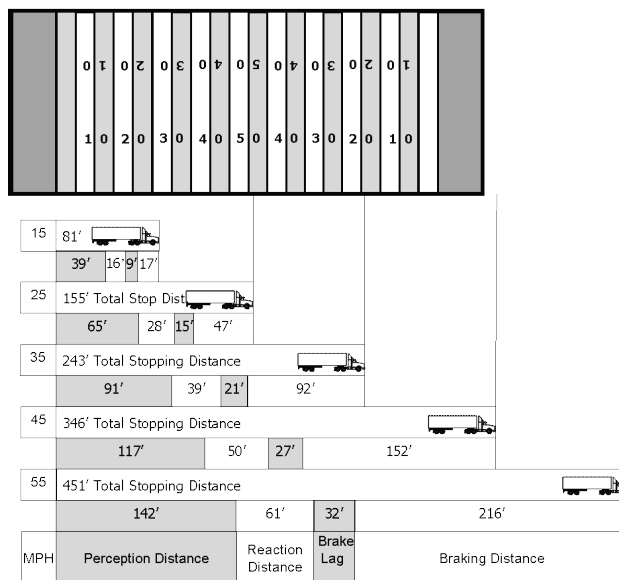 0 1 0 2 0 3 0 4 0 5 0 4 0 3 0 2 0 1
1 0 2 0 3 0 4 0 5 0 4 0 3 0 2 0 1 0
15 81′
39′ 16′ 9′ 17′
25 155′ Total Stop Dist
65′ 28′ 15′ 47′
35 243′ Total Stopping Distance
91′ 39′ 21′ 92′
45 346′ Total Stopping Distance
117′ 50′ 27′ 152′
55 451′ Total Stopping Distance
142′ 61′ 32′ 216′
MPH Perception Distance
Reaction
Distance
Brake
Lag
Braking Distance